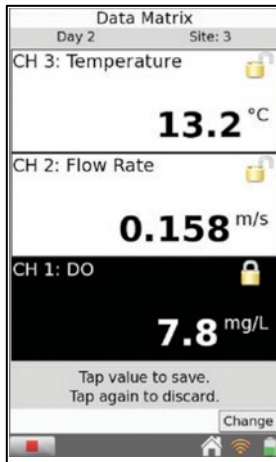 Data Matrix
Day 2 Site: 3
CH 3: Temperature
13.2 °C
CH 2: Flow Rate
0.158 m/s
CH 1: DO
7.8 mg/L
Tap value to save.
Tap again to discard.
Change